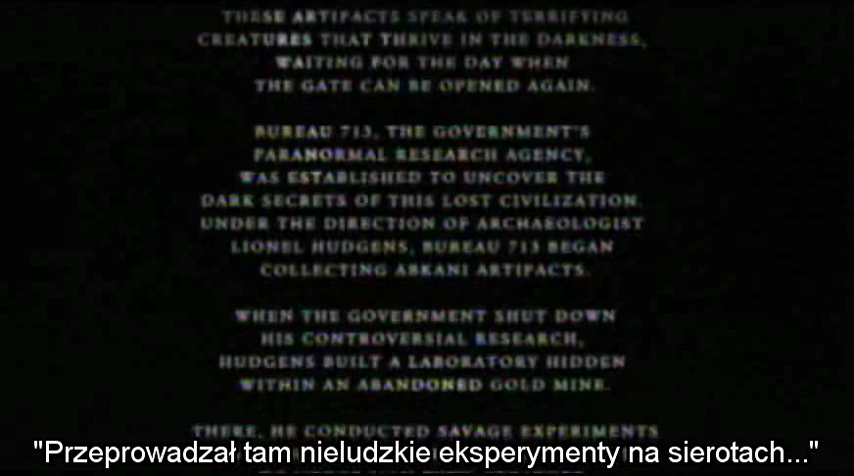 THESE ARTIFACTS SPEAK OF TERRIFYING
CREATURES THAT THRIVE IN THE DARKNESS,
WAITING FOR THE DAY WHEN
THE GATE CAN BE OPENED AGAIN.
BUREAU 713, THE GOVERNMENT'S
PARANORMAL RESEARCH AGENCY,
WAS ESTABLISHED TO UNCOVER THE
DARK SECRETS OF THIS LOST CIVILIZATION.
UNDER THE DIRECTION OF ARCHAEOLOGIST
LIONEL HUDGENS, BUREAU 713 BEGAN
COLLECTING ABKANI ARTIFACTS.
WHEN THE GOVERNMENT SHUT DOWN
HIS CONTROVERSIAL RESEARCH,
HUDGENS BUILT A LABORATORY HIDDEN
WITHIN AN ABANDONED GOLD MINE.
THERE, HE CONDUCTED SAVAGE EXPERIMENTS
"Przeprowadzał tam nieludzkie eksperymenty na sierotach..."